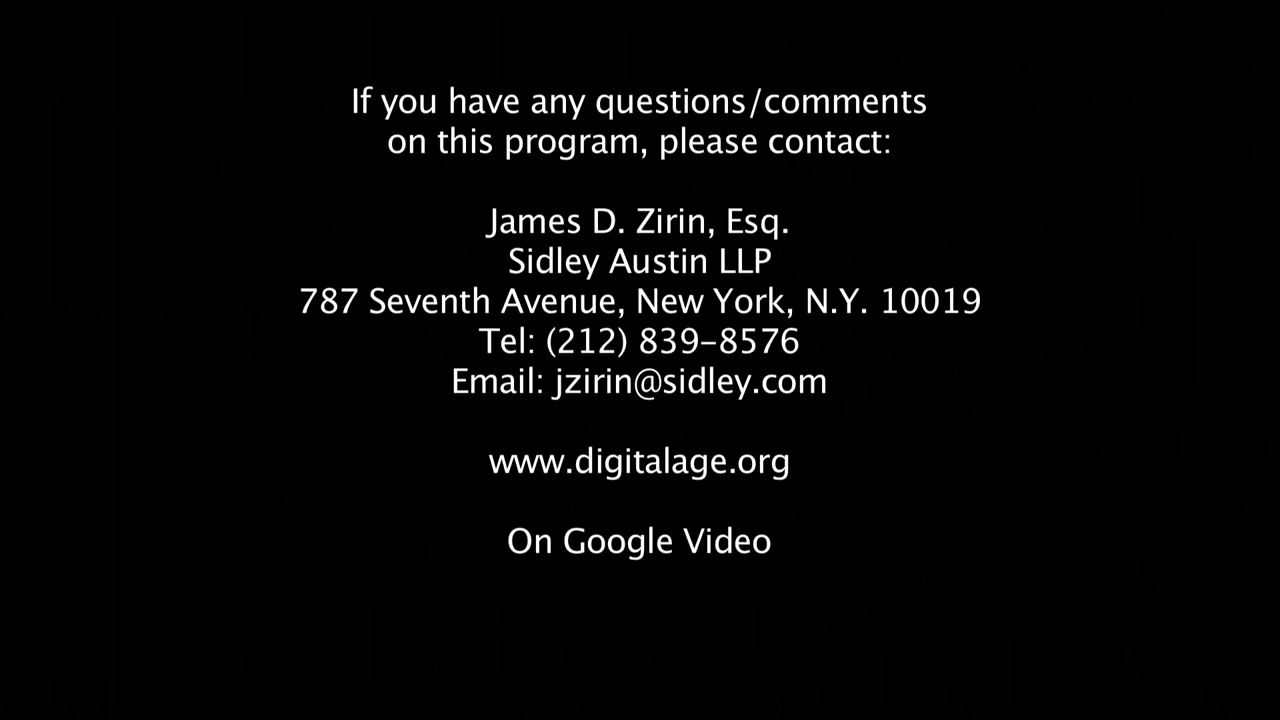 If you have any questions/comments
on this program, please contact:
James D. Zirin, Esq.
Sidley Austin LLP
787 Seventh Avenue, New York, N.Y. 10019
Tel: (212) 839-8576
Email: jzirin@sidley.com
www.digitalage.org
On Google Video